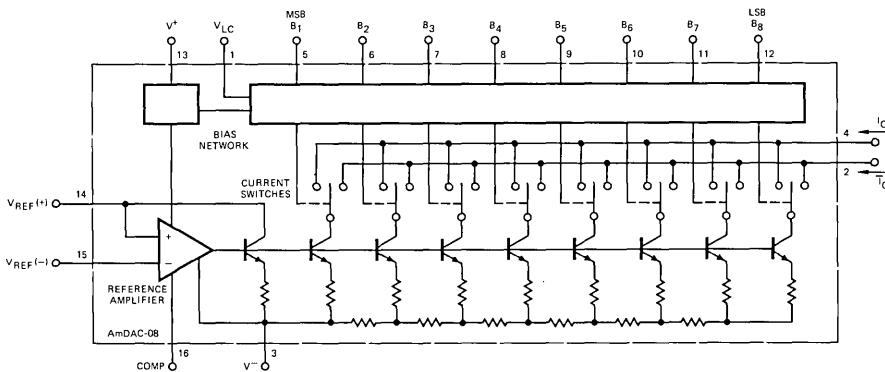 V+
VLC
MSB
B1
B2
B3
B4
B5
B6
B7
LSB
B8
13
1
5
6
7
8
9
10
11
12
BIAS
NETWORK
4
IO
2
IO
CURRENT
SWITCHES
VREF(+)
14
VREF(−)
15
+
−
REFERENCE
AMPLIFIER
AmDAC-08
16
COMP
3
V−